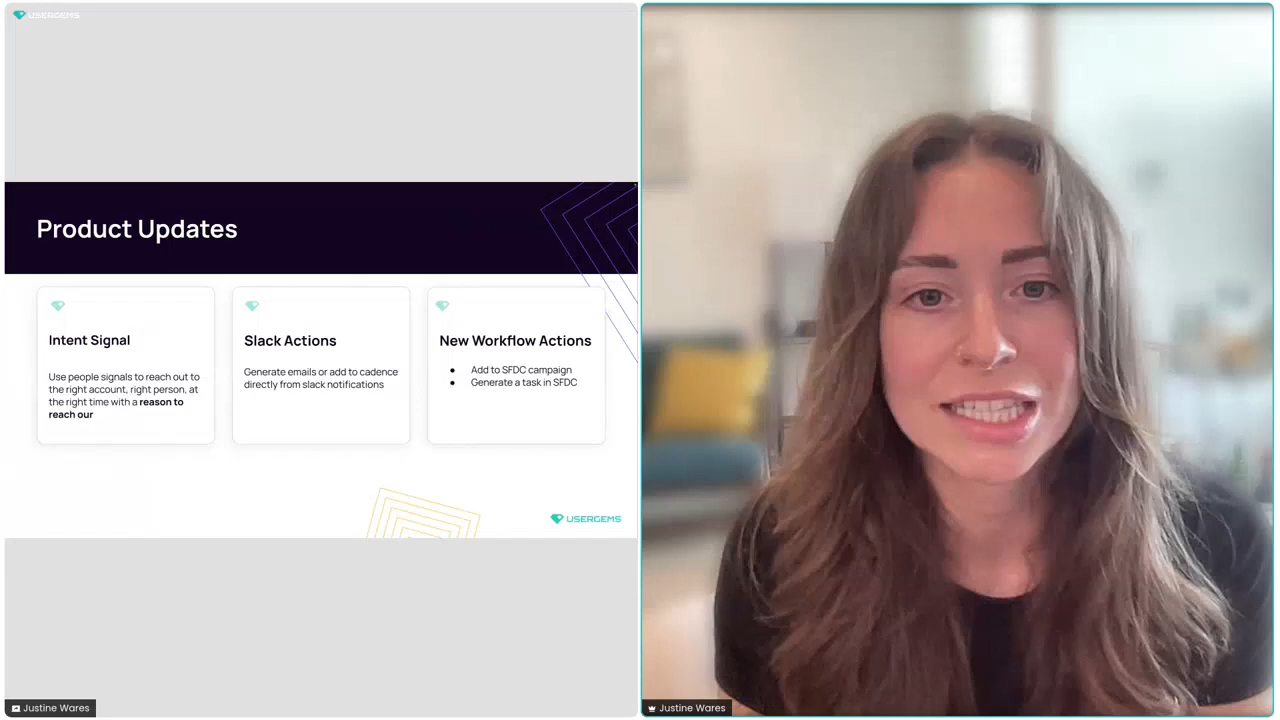 USERGEMS
Product Updates
Intent Signal
Use people signals to reach out to
the right account, right person, at
the right time with a reason to
reach our
Slack Actions
Generate emails or add to cadence
directly from slack notifications
New Workflow Actions
● Add to SFDC campaign
● Generate a task in SFDC
USERGEMS
Justine Wares
Justine Wares